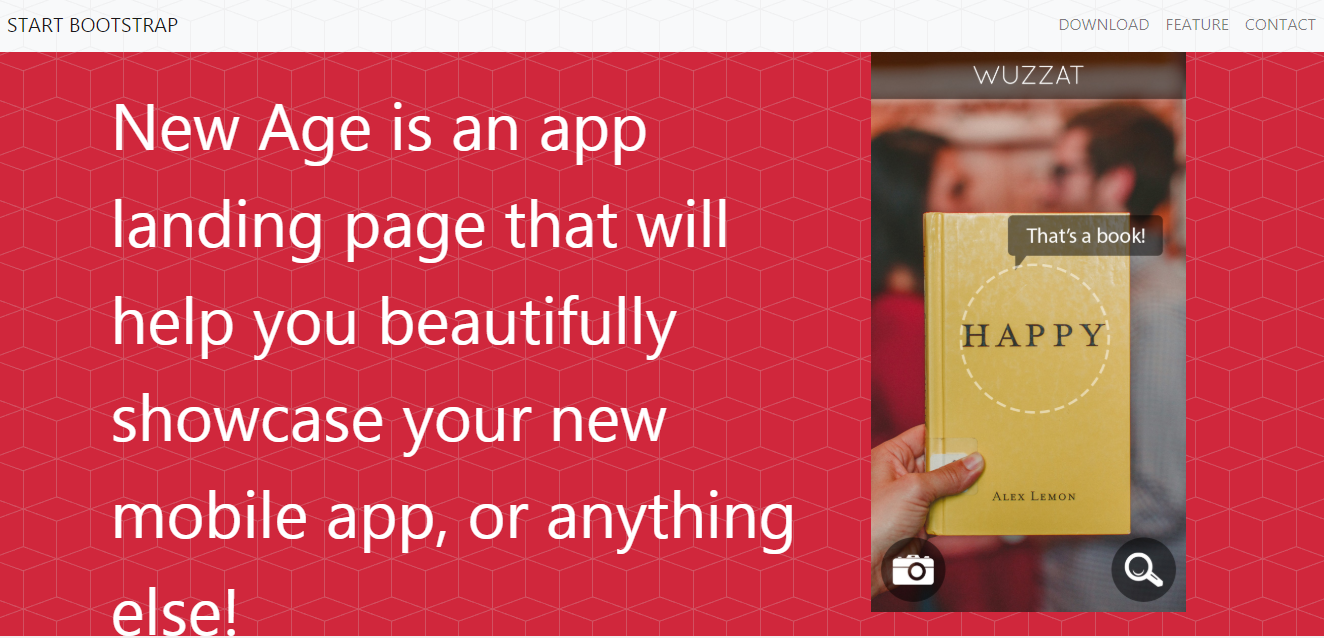 START BOOTSTRAP
DOWNLOAD FEATURE CONTACT
New Age is an app
landing page that will
help you beautifully
showcase your new
mobile app, or anything
else!
WUZZAT
That's a book!
HAPPY
ALEX LEMON